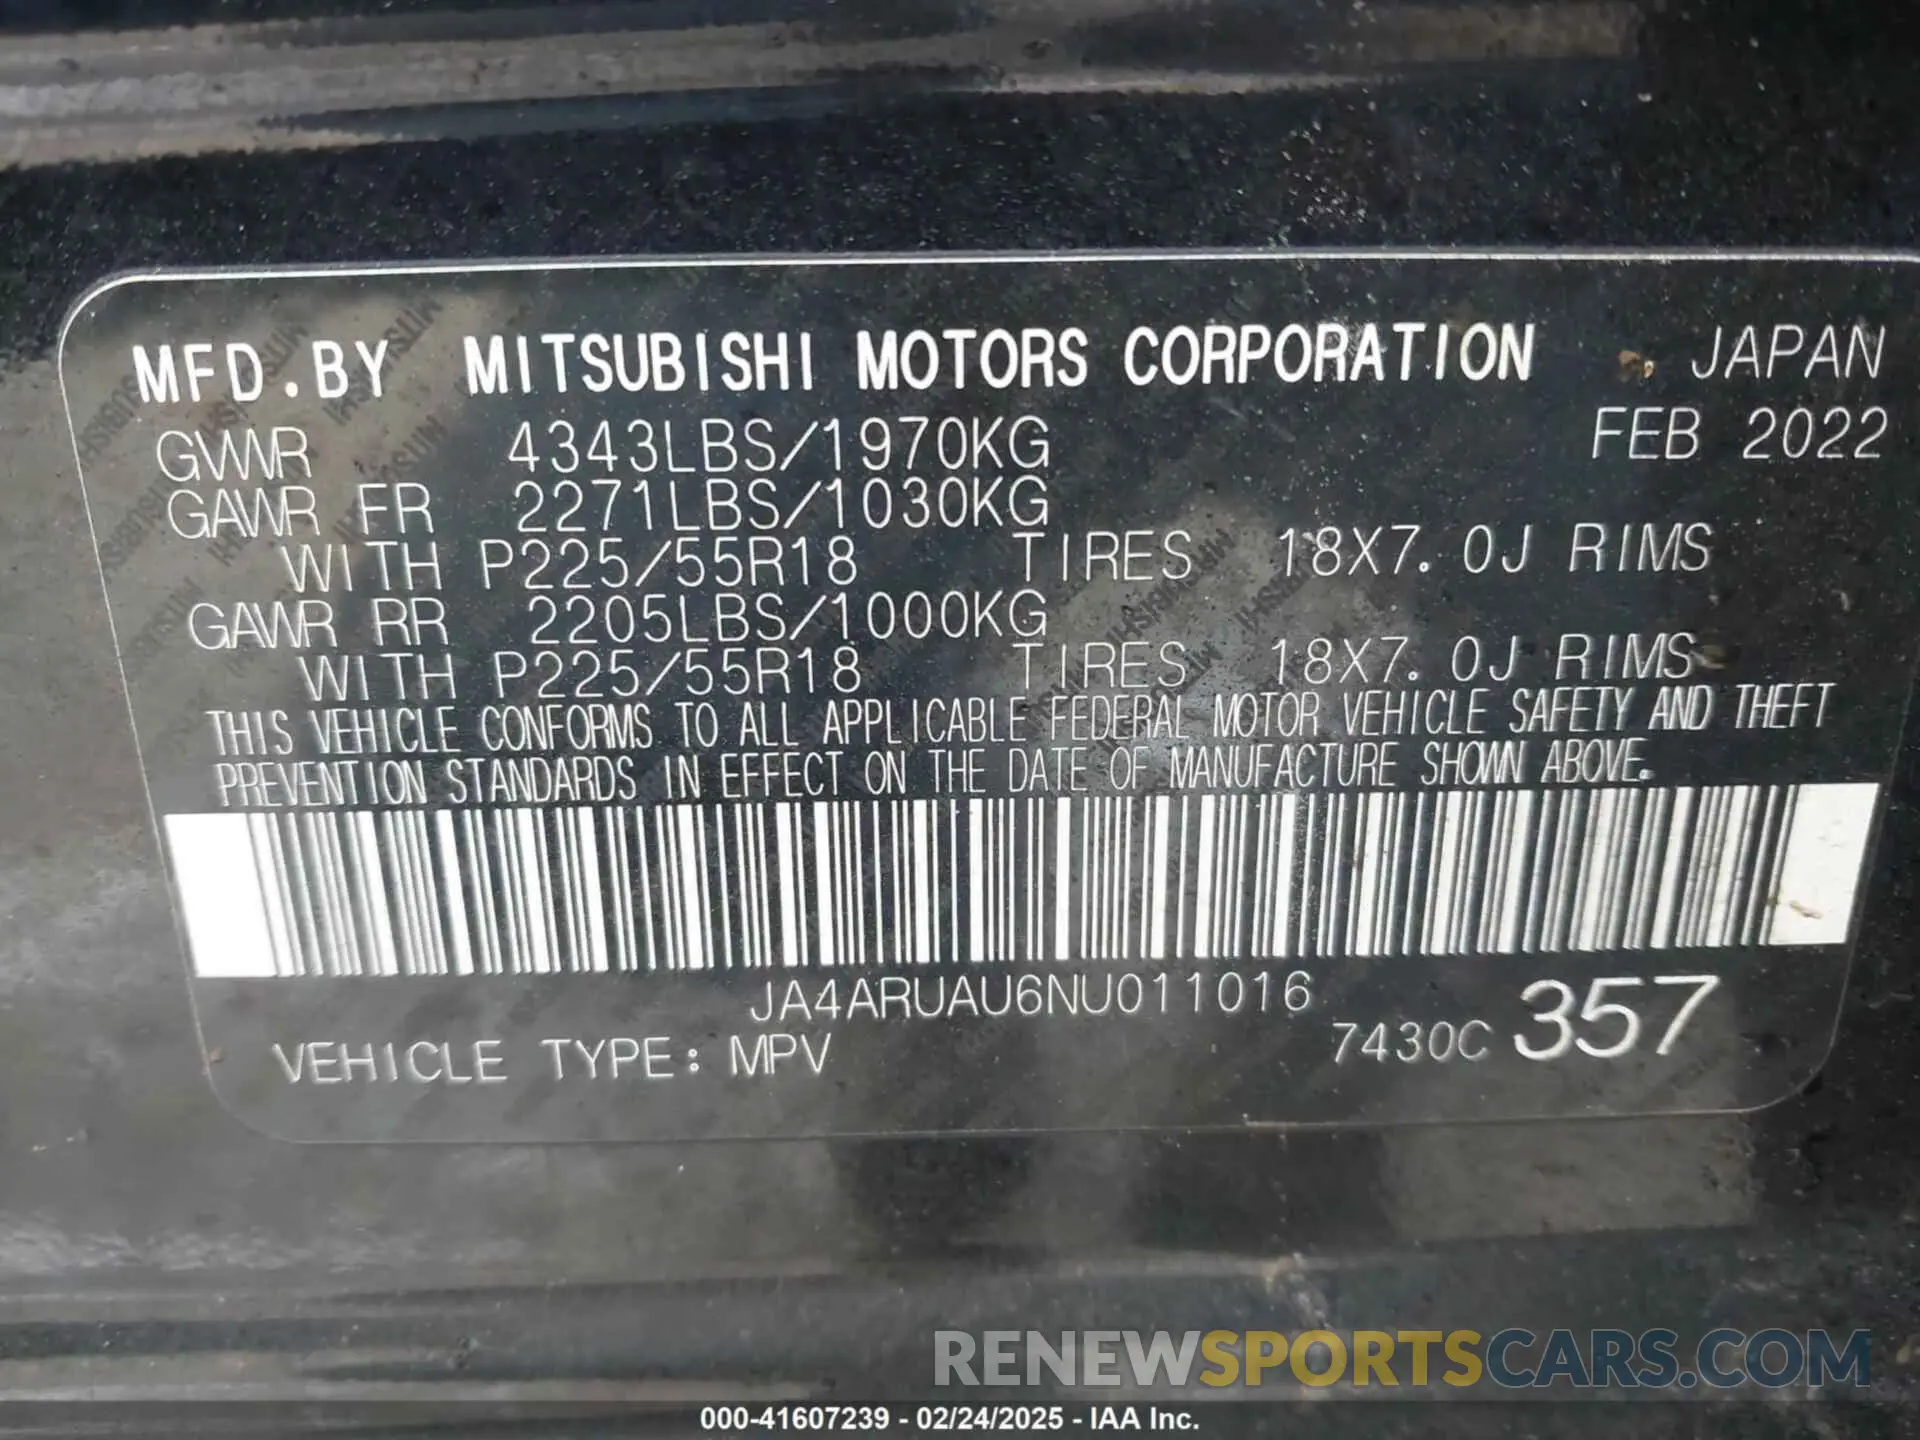 MFD.BY MITSUBISHI MOTORS CORPORATION JAPAN
GVWR 4343LBS/1970KG FEB 2022
GAWR FR 2271LBS/1030KG
WITH P225/55R18 TIRES 18X7.0J RIMS
GAWR RR 2205LBS/1000KG
WITH P225/55R18 TIRES 18X7.0J RIMS
THIS VEHICLE CONFORMS TO ALL APPLICABLE FEDERAL MOTOR VEHICLE SAFETY AND THEFT
PREVENTION STANDARDS IN EFFECT ON THE DATE OF MANUFACTURE SHOWN ABOVE.
JA4ARUAU6NU011016
VEHICLE TYPE: MPV 7430C 357
RENEWSPORTSCARS.COM
000-41607239 - 02/24/2025 - IAA Inc.